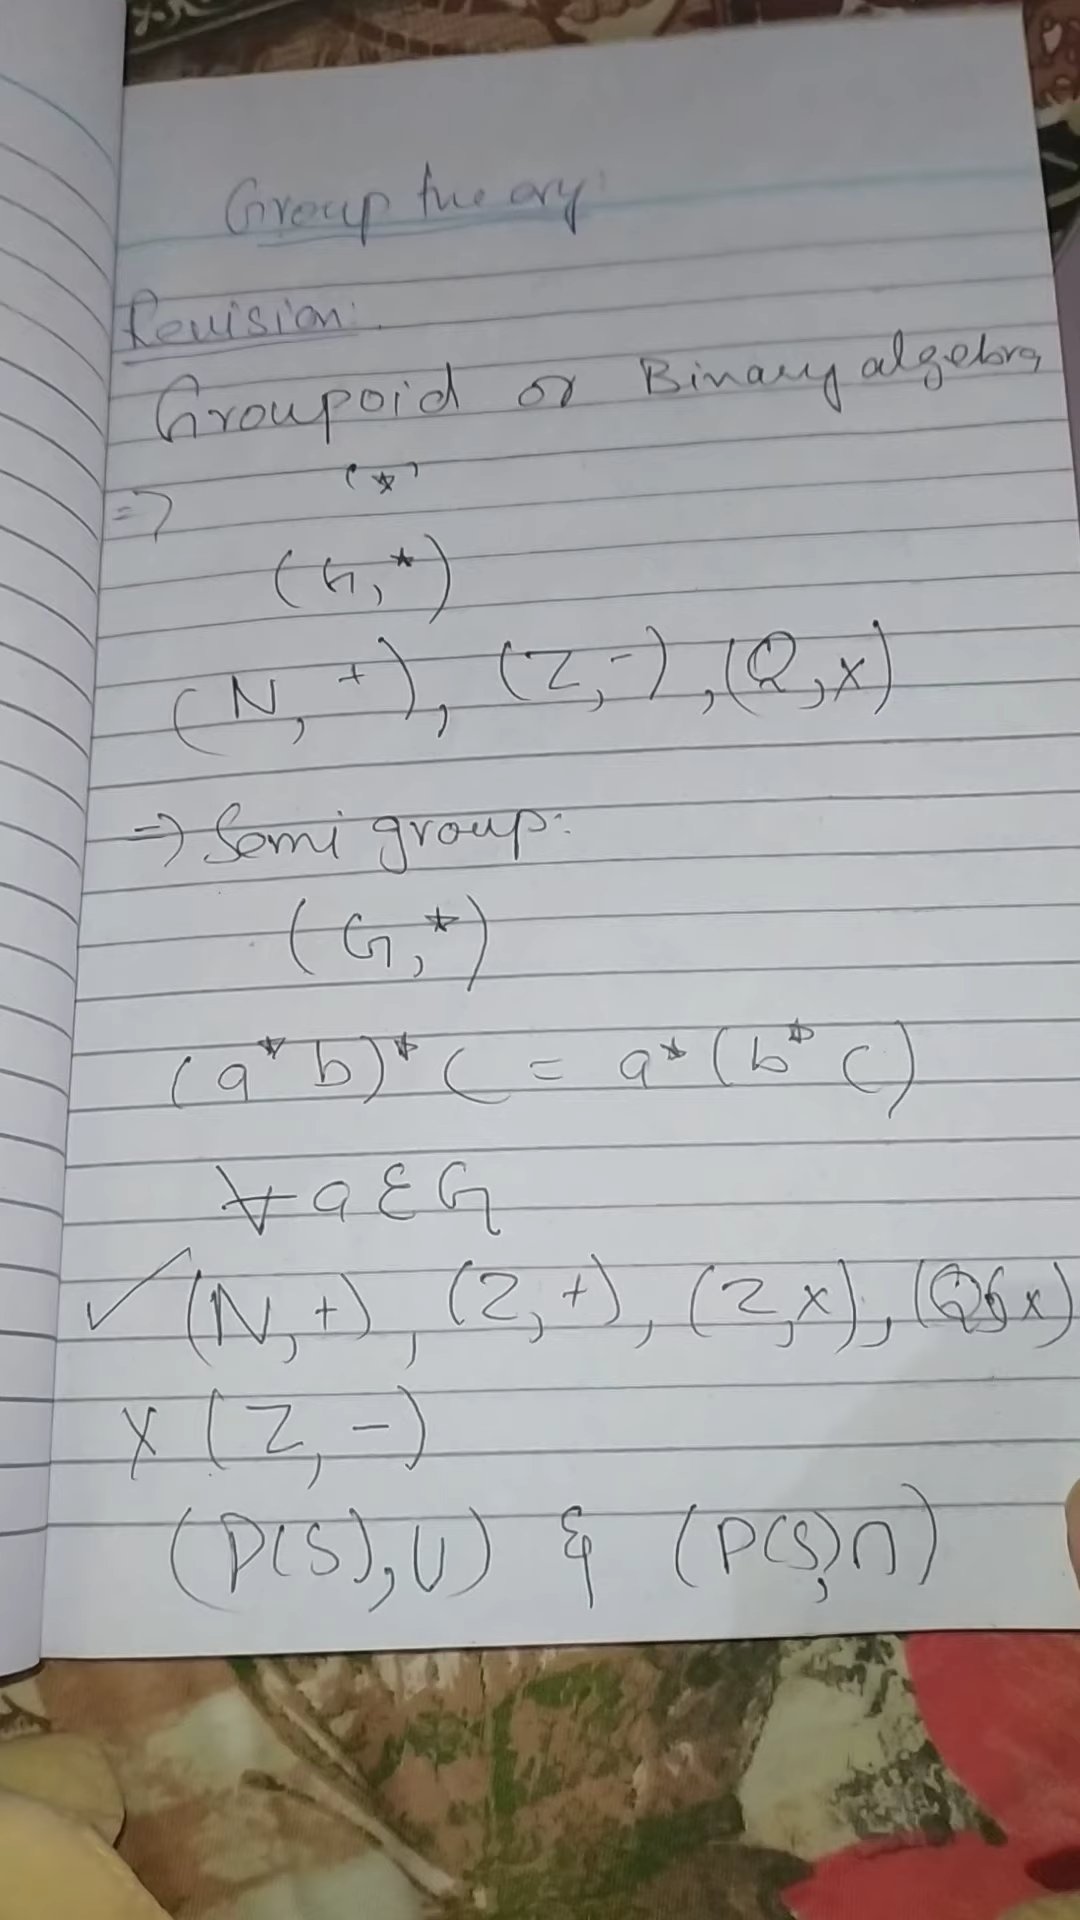 Group theory:
Revision:
Groupoid or Binary algebra
=> '*'
(G,*)
(N, +), (Z,-), (Q,x)
=> Semi group:
(G,*)
(a*b)*c = a*(b*c)
∀ a ∈ G
✓ (N,+), (Z,+), (Z,x), (Q,x)
X (Z,-)
(P(S),U) & (P(S),∩)